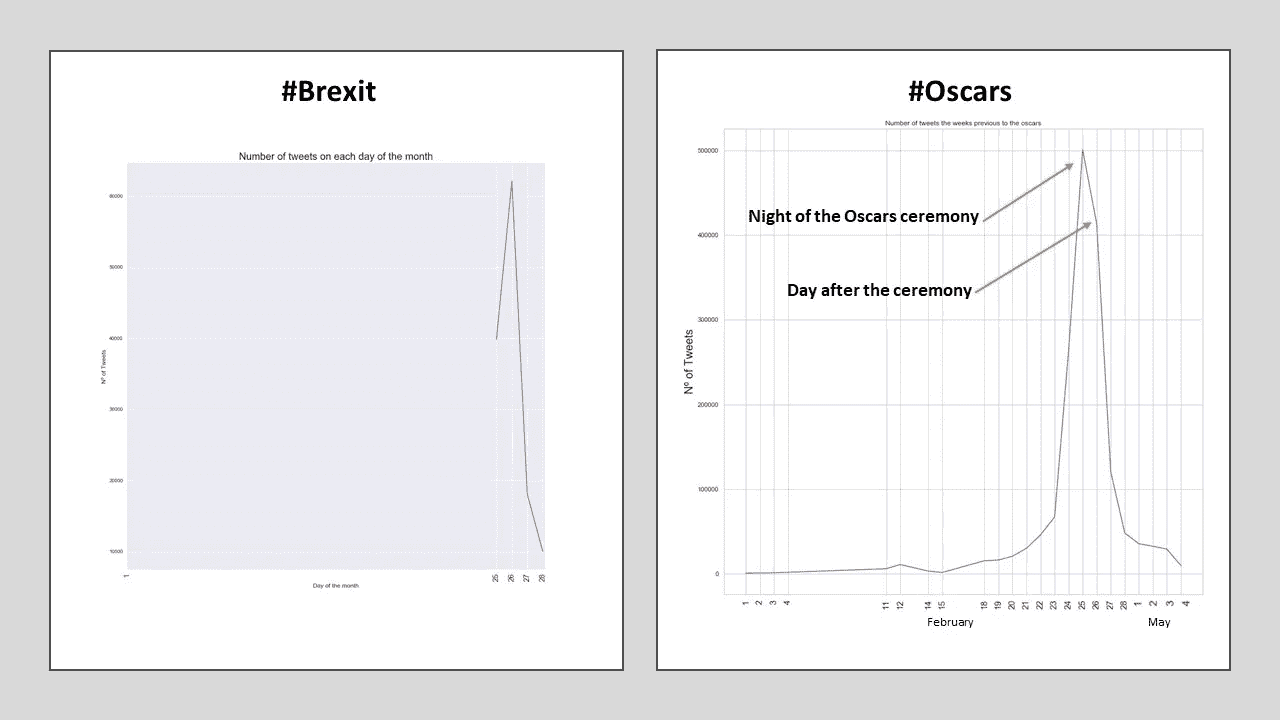 #Brexit
Number of tweets on each day of the month
60000
50000
40000
30000
20000
10000
Nº of Tweets
1 25 26 27 28
Day of the month
#Oscars
Number of tweets the weeks previous to the oscars
500000
400000
300000
200000
100000
0
Nº of Tweets
Night of the Oscars ceremony
Day after the ceremony
1 2 3 4 11 12 14 15 18 19 20 21 22 23 24 25 26 27 28 1 2 3 4
February May